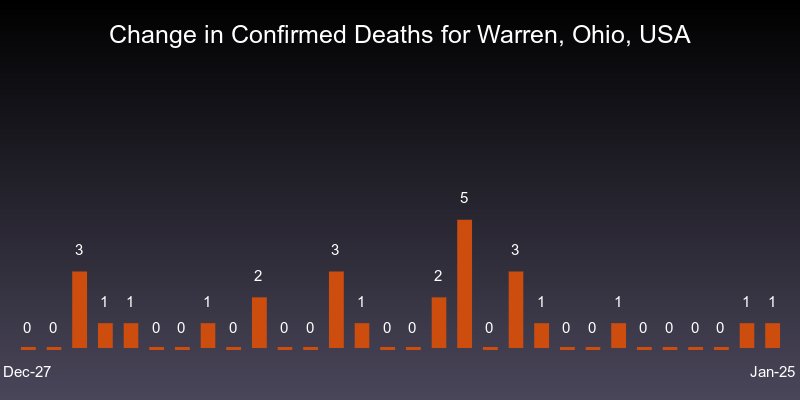 Change in Confirmed Deaths for Warren, Ohio, USA
5
3 3 3
2 2
1 1 1 1 1 1 1 1
0 0 0 0 0 0 0 0 0 0 0 0 0 0 0 0
Dec-27 Jan-25